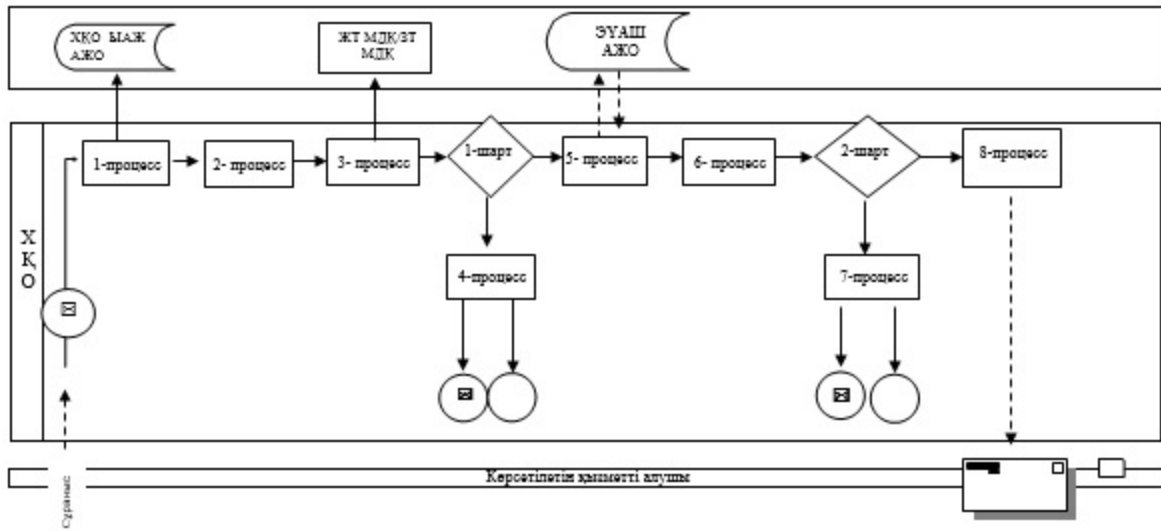 ХҚО ЫАЖ
АЖО
ЖТ МДҚ/ЗТ
МДҚ
ЭҮАШ
АЖО
1-процесс
2- процесс
3- процесс
1-шарт
5- процесс
6- процесс
2-шарт
8-процесс
Х
Қ
О
4-процесс
7-процесс
Көрсетілетін қызметті алушы
Сұраныс